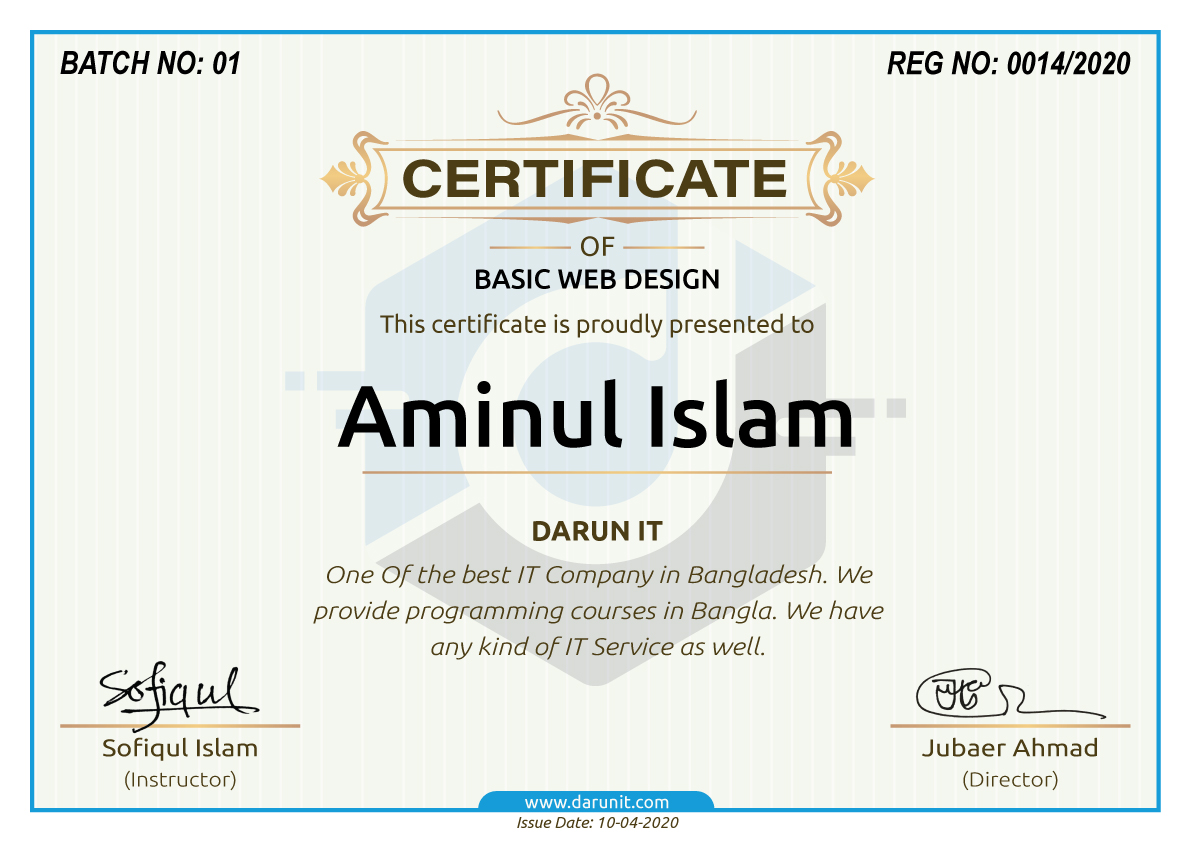 BATCH NO: 01
REG NO: 0014/2020
CERTIFICATE
OF
BASIC WEB DESIGN
This certificate is proudly presented to
Aminul Islam
DARUN IT
One Of the best IT Company in Bangladesh. We
provide programming courses in Bangla. We have
any kind of IT Service as well.
Sofiqul
Sofiqul Islam
(Instructor)
Jubaer Ahmad
(Director)
www.darunit.com
Issue Date: 10-04-2020